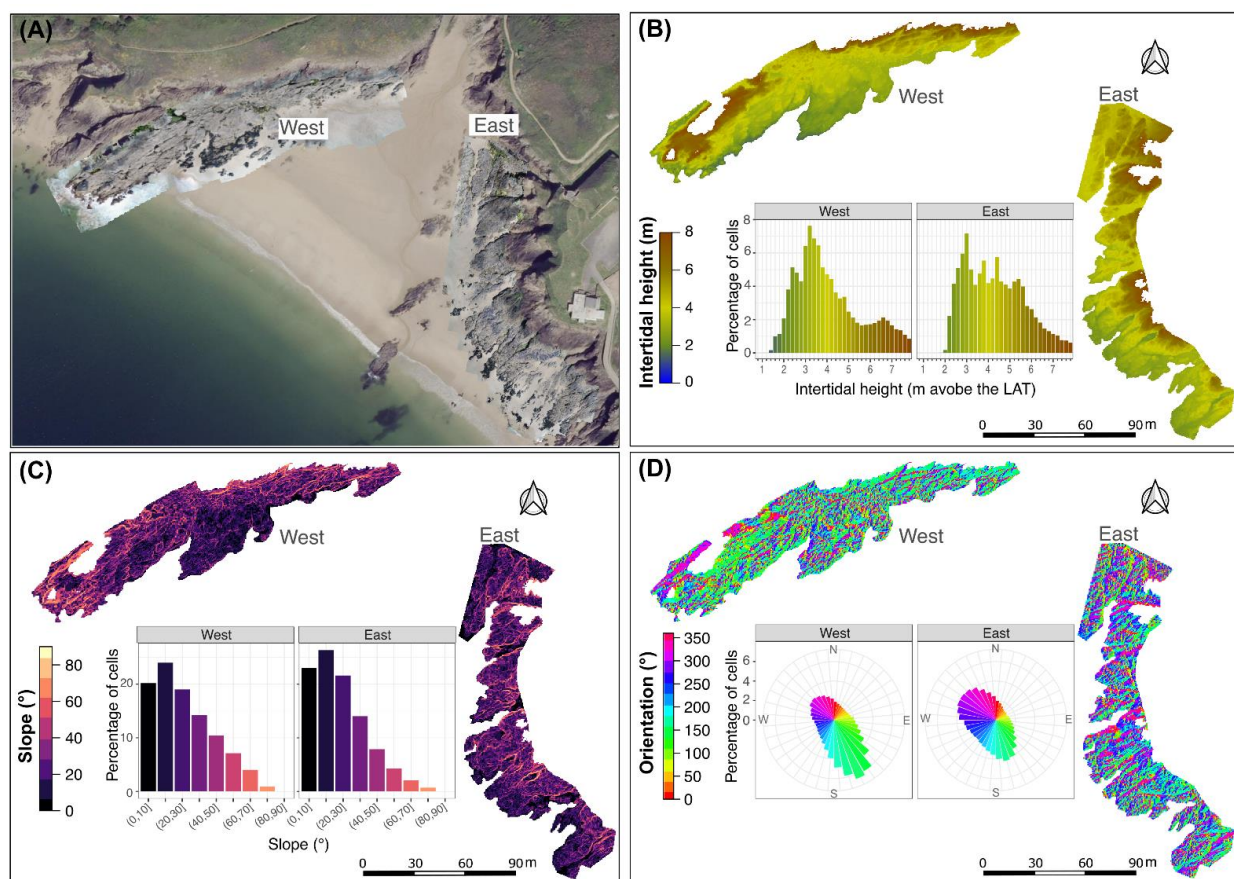 (A)
West
East
(B)
West
East
Intertidal height (m)
8
6
4
2
0
Percentage of cells
8
6
4
2
0
West
East
1 2 3 4 5 6 7
1 2 3 4 5 6 7
Intertidal height (m avobe the LAT)
0 30 60 90 m
(C)
West
East
Slope (°)
80
60
40
20
0
Percentage of cells
20
10
0
West
East
(0,10] (20,30] (40,50] (60,70] (80,90]
(0,10] (20,30] (40,50] (60,70] (80,90]
Slope (°)
0 30 60 90 m
(D)
West
East
Orientation (°)
350
300
250
200
150
100
50
0
Percentage of cells
6
4
2
0
West
N
W E
S
East
N
W E
S
0 30 60 90 m